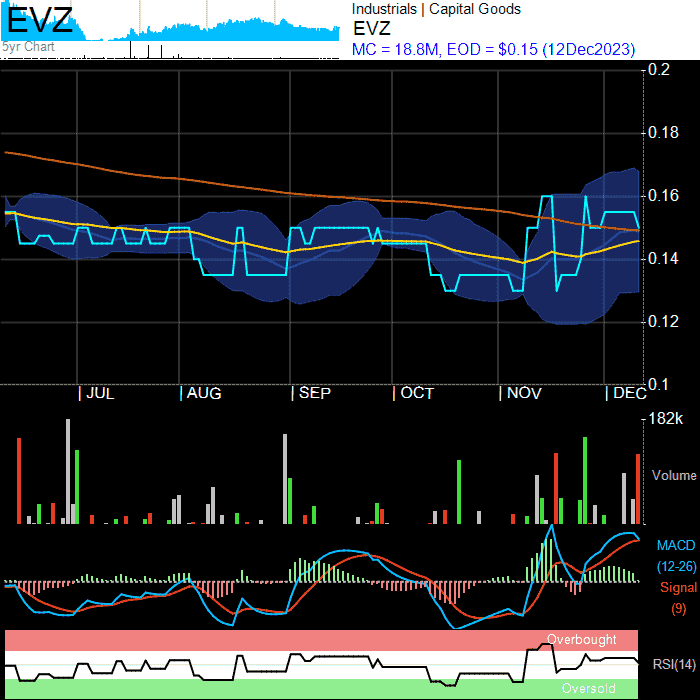 EVZ
5yr Chart
Industrials | Capital Goods
EVZ
MC = 18.8M, EOD = $0.15 (12Dec2023)
0.2
0.18
0.16
0.14
0.12
0.1
| JUL | AUG | SEP | OCT | NOV | DEC
182k
Volume
MACD
(12-26)
Signal
(9)
Overbought
RSI(14)
Oversold